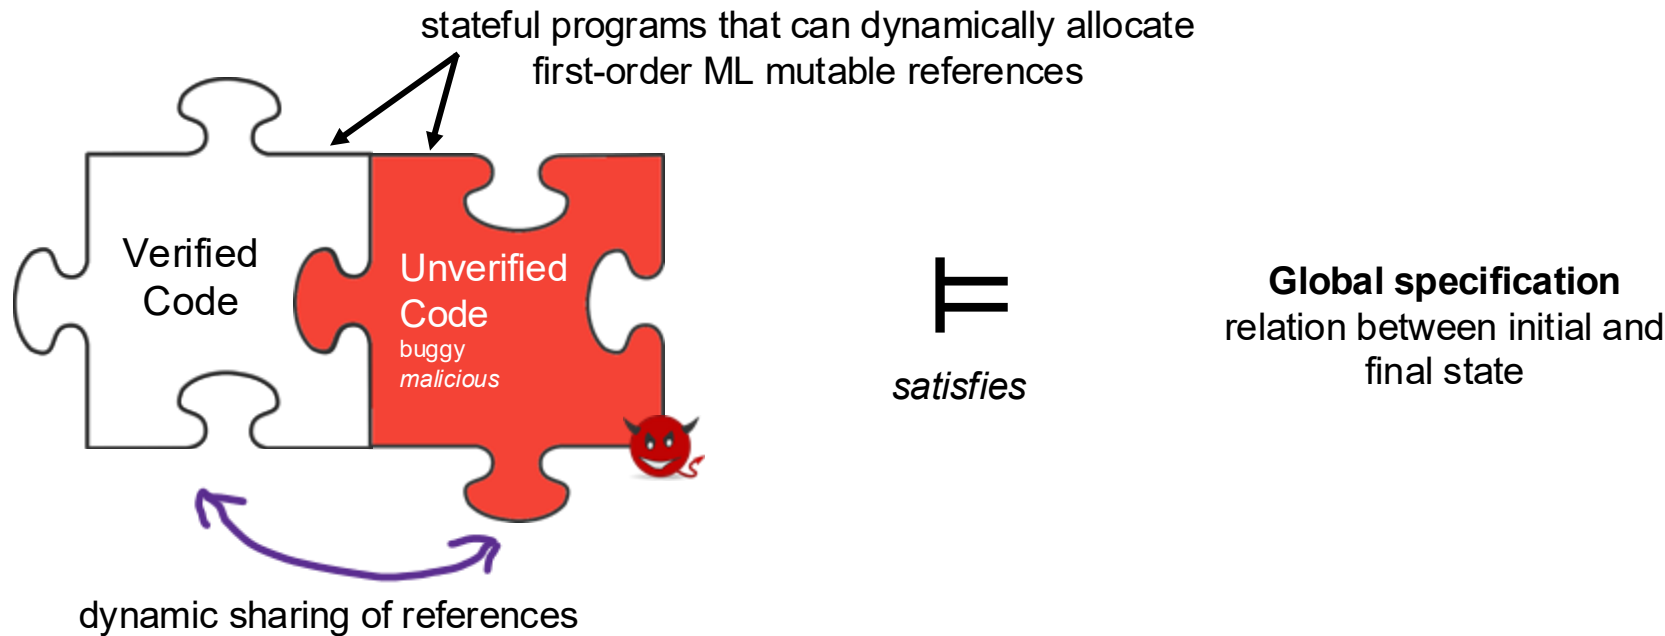 stateful programs that can dynamically allocate
first-order ML mutable references
Verified
Code
Unverified
Code
buggy
malicious
satisfies
Global specification
relation between initial and
final state
dynamic sharing of references